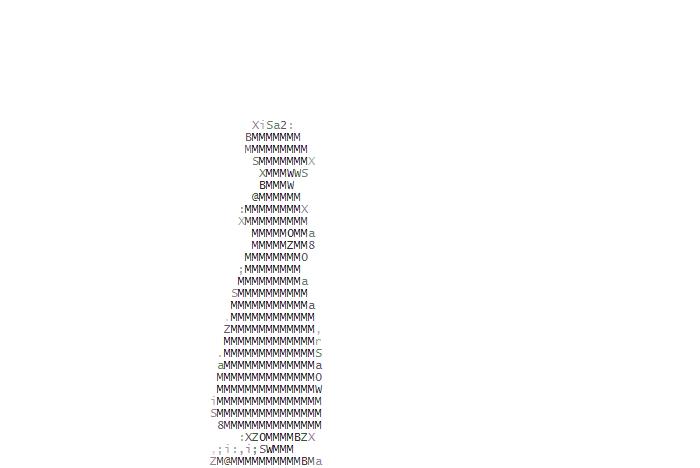 XiSa2:
BMMMMMMM
MMMMMMMMM
SMMMMMMMX
XMMMWWS
BMMMW
@MMMMMM
:MMMMMMMMX
XMMMMMMMMM
MMMMMOMMa
MMMMMZMM8
MMMMMMMMO
;MMMMMMMM
MMMMMMMMMa
SMMMMMMMMMM
MMMMMMMMMMMa
.MMMMMMMMMMMM
ZMMMMMMMMMMMM,
MMMMMMMMMMMMMr
.MMMMMMMMMMMMMS
aMMMMMMMMMMMMMa
MMMMMMMMMMMMMMO
MMMMMMMMMMMMMMW
iMMMMMMMMMMMMMMM
SMMMMMMMMMMMMMMM
8MMMMMMMMMMMMMM
:XZOMMMMBZX
.;i:,i;SWMMM
ZM@MMMMMMMMMMBMa